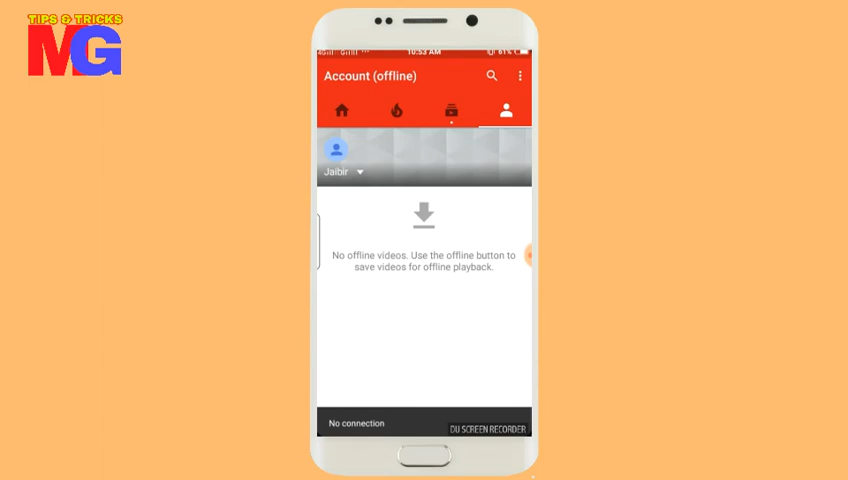 TIPS & TRICKS
MG
10:53 AM 61%
Account (offline)
Jaibir
No offline videos. Use the offline button to
save videos for offline playback.
No connection
DU SCREEN RECORDER